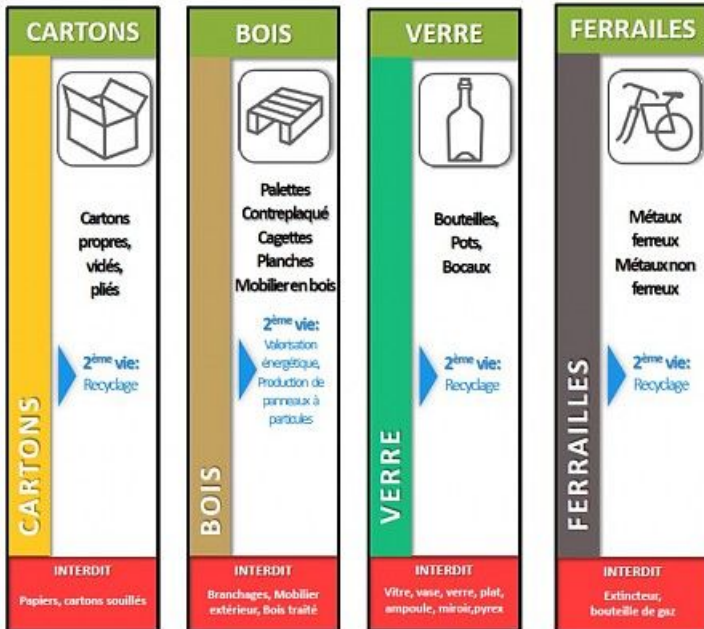 CARTONS
Cartons
propres,
vidés,
pliés
2ème vie:
Recyclage
CARTONS
INTERDIT
Papiers, cartons souillés
BOIS
Palettes
Contreplaqué
Cagettes
Planches
Mobilier en bois
2ème vie:
Valorisation
énergétique,
Production de
panneaux à
particules
BOIS
INTERDIT
Branchages, Mobilier
extérieur, Bois traité
VERRE
Bouteilles,
Pots,
Bocaux
2ème vie:
Recyclage
VERRE
INTERDIT
Vitre, vase, verre, plat,
ampoule, miroir,pyrex
FERRAILES
Métaux
ferreux
Métaux non
ferreux
2ème vie:
Recyclage
FERRAILLES
INTERDIT
Extincteur,
bouteille de gaz